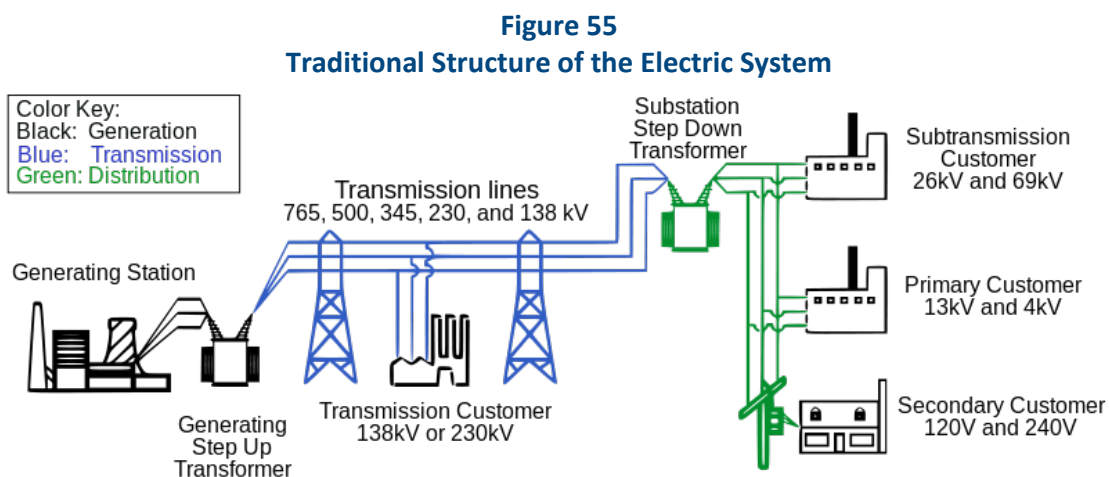 Figure 55
Traditional Structure of the Electric System
Color Key:
Black: Generation
Blue: Transmission
Green: Distribution
Substation
Step Down
Transformer
Subtransmission
Customer
26kV and 69kV
Transmission lines
765, 500, 345, 230, and 138 kV
Generating Station
Primary Customer
13kV and 4kV
Transmission Customer
138kV or 230kV
Generating
Step Up
Transformer
Secondary Customer
120V and 240V